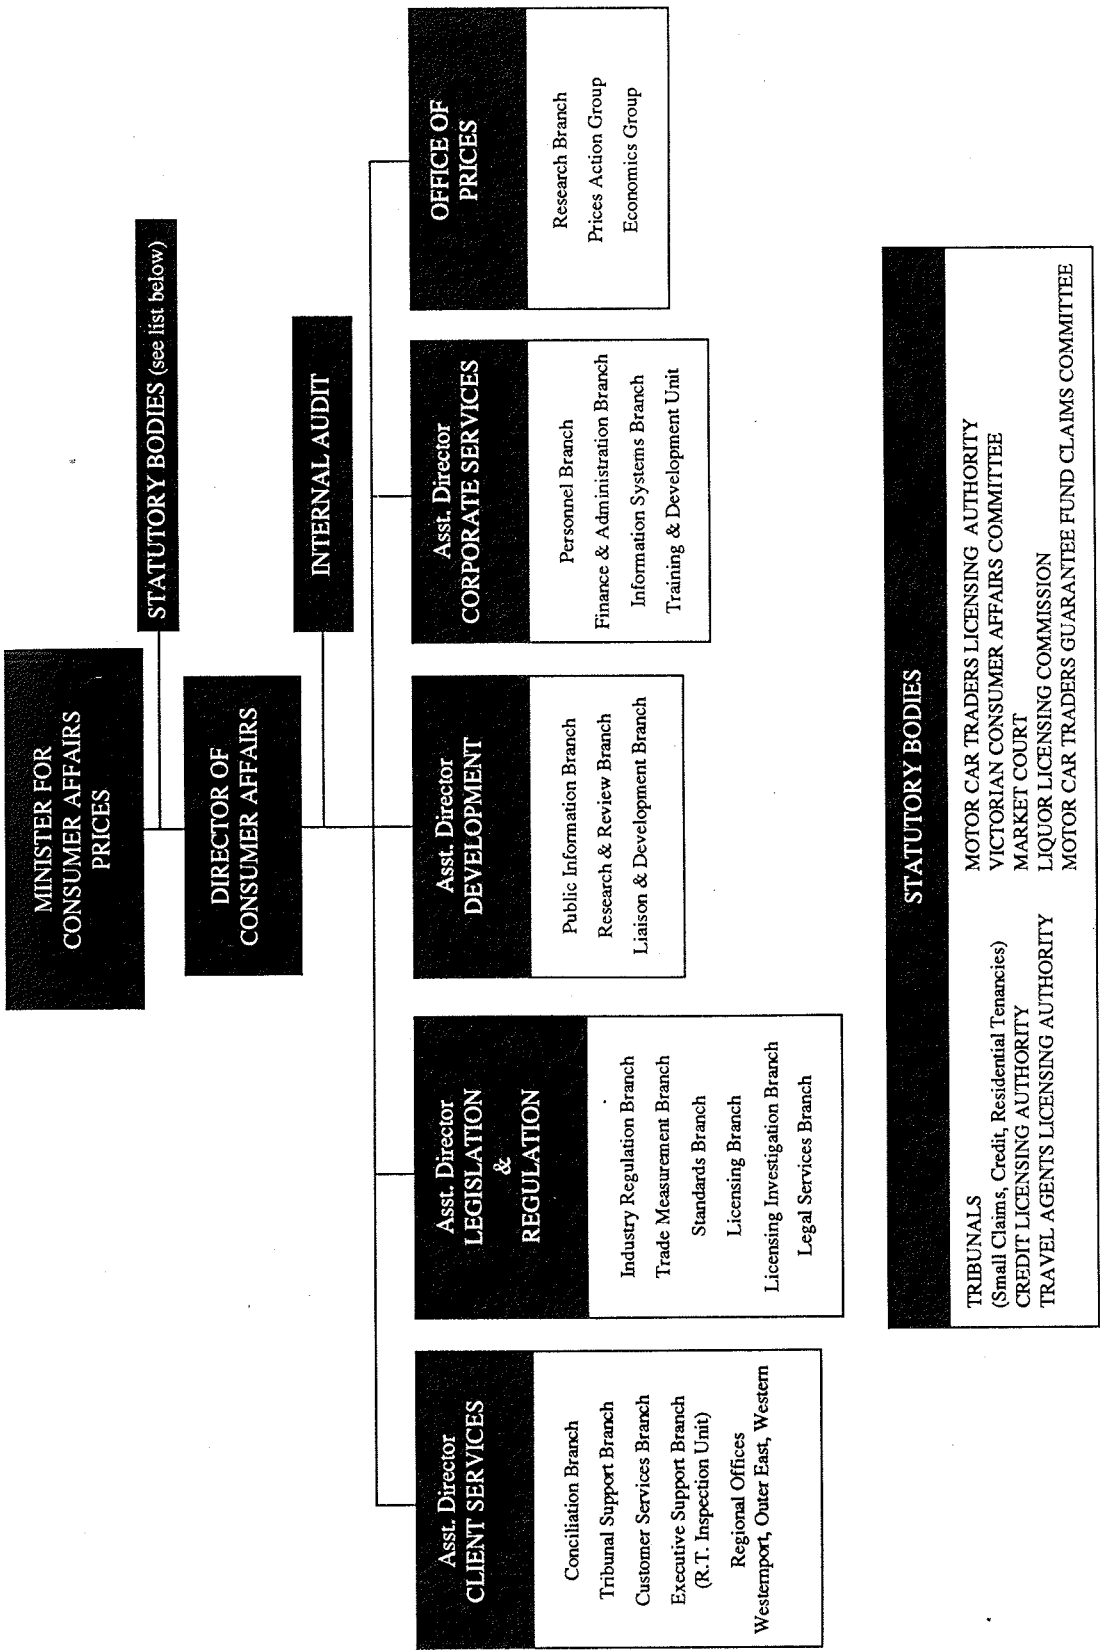 MINISTER FOR
CONSUMER AFFAIRS
PRICES
STATUTORY BODIES (see list below)
DIRECTOR OF
CONSUMER AFFAIRS
INTERNAL AUDIT
Asst. Director
CLIENT SERVICES
Conciliation Branch
Tribunal Support Branch
Customer Services Branch
Executive Support Branch
(R.T. Inspection Unit)
Regional Offices
Westernport, Outer East, Western
Asst. Director
LEGISLATION
&
REGULATION
Industry Regulation Branch
Trade Measurement Branch
Standards Branch
Licensing Branch
Licensing Investigation Branch
Legal Services Branch
Asst. Director
DEVELOPMENT
Public Information Branch
Research & Review Branch
Liaison & Development Branch
Asst. Director
CORPORATE SERVICES
Personnel Branch
Finance & Administration Branch
Information Systems Branch
Training & Development Unit
OFFICE OF
PRICES
Research Branch
Prices Action Group
Economics Group
STATUTORY BODIES
TRIBUNALS
(Small Claims, Credit, Residential Tenancies)
CREDIT LICENSING AUTHORITY
TRAVEL AGENTS LICENSING AUTHORITY
MOTOR CAR TRADERS LICENSING AUTHORITY
VICTORIAN CONSUMER AFFAIRS COMMITTEE
MARKET COURT
LIQUOR LICENSING COMMISSION
MOTOR CAR TRADERS GUARANTEE FUND CLAIMS COMMITTEE